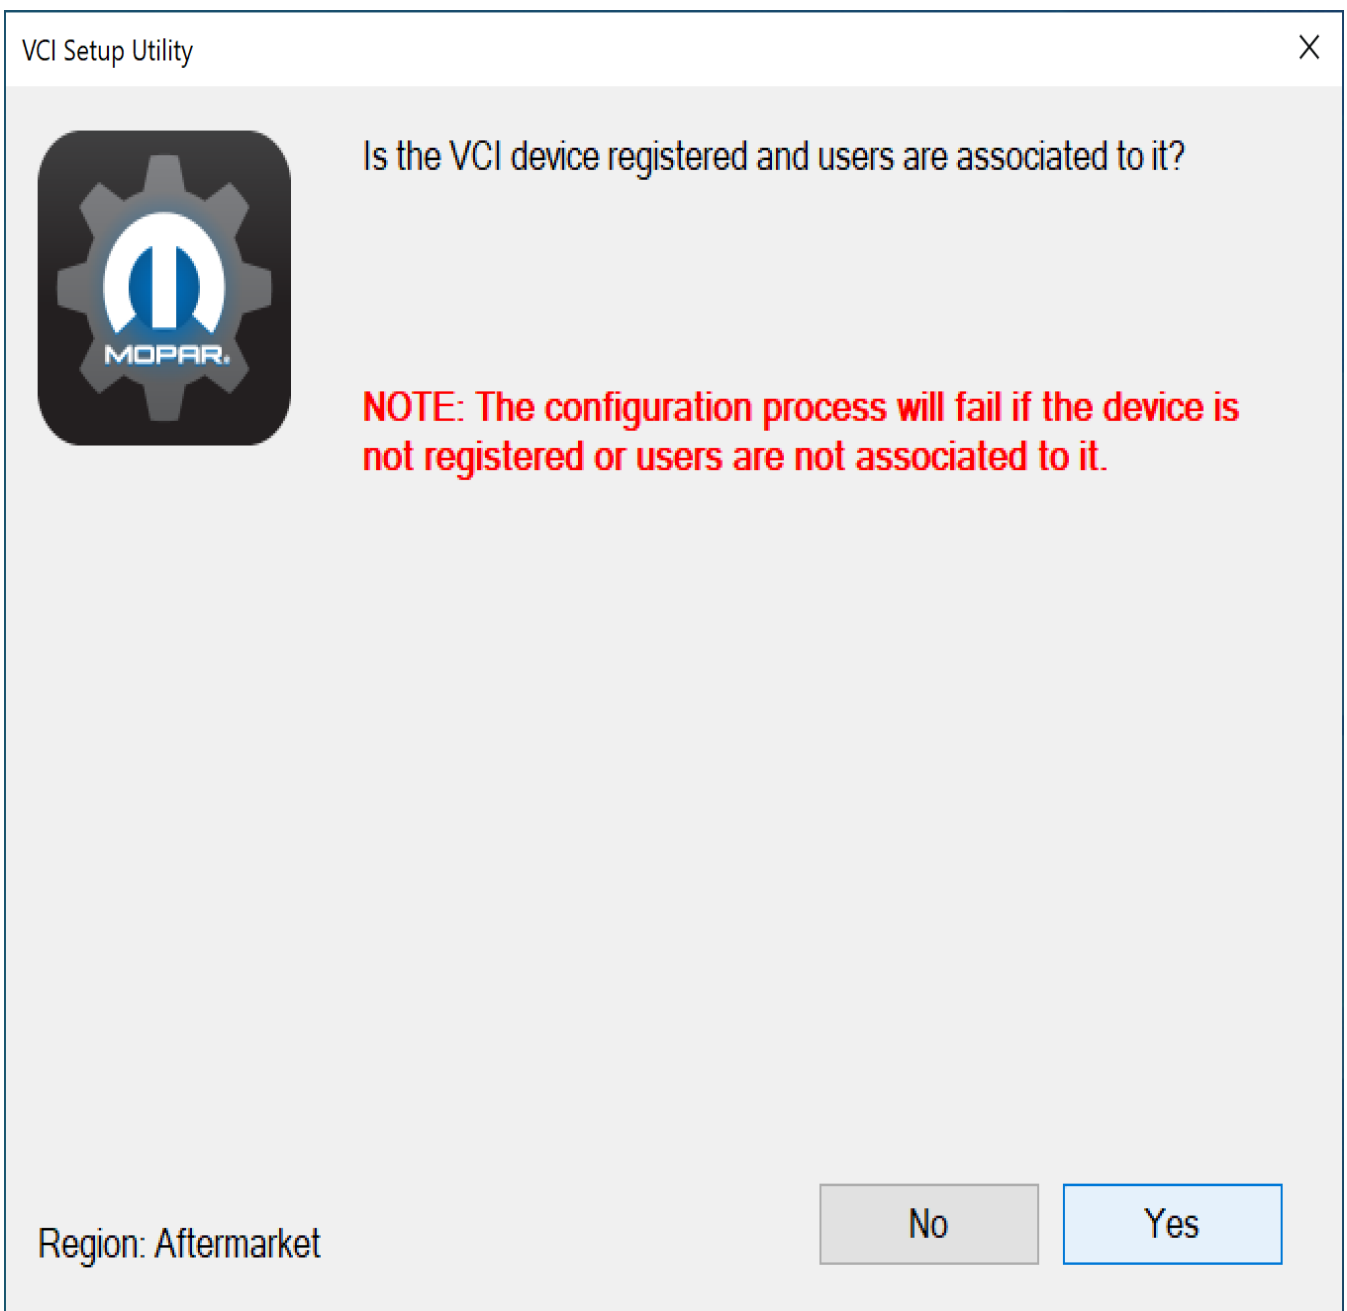 VCI Setup Utility
Is the VCI device registered and users are associated to it?
MOPAR.
NOTE: The configuration process will fail if the device is
not registered or users are not associated to it.
No
Yes
Region: Aftermarket